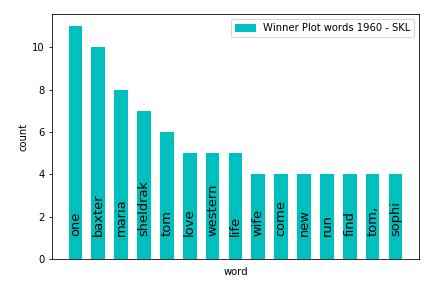 Winner Plot words 1960 - SKL
count
10
8
6
4
2
0
one
baxter
maria
sheldrak
tom
love
western
life
wife
come
new
run
find
tom,
sophi
word